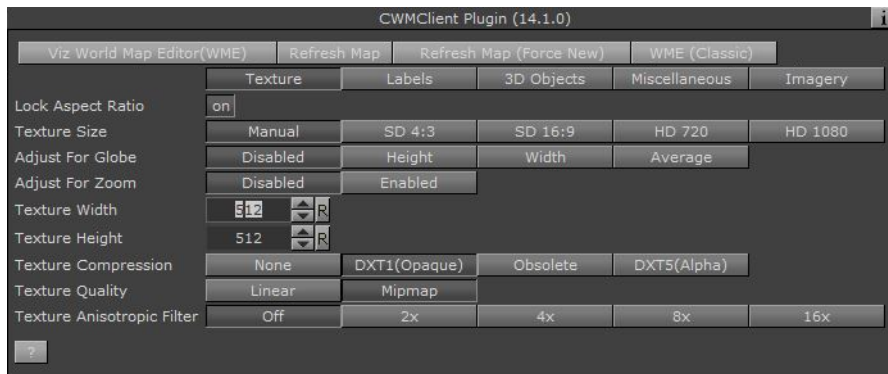 CWMClient Plugin (14.1.0) i
Viz World Map Editor(WME) Refresh Map Refresh Map (Force New) WME (Classic)
Texture Labels 3D Objects Miscellaneous Imagery
Lock Aspect Ratio on
Texture Size Manual SD 4:3 SD 16:9 HD 720 HD 1080
Adjust For Globe Disabled Height Width Average
Adjust For Zoom Disabled Enabled
Texture Width 512 R
Texture Height 512 R
Texture Compression None DXT1(Opaque) Obsolete DXT5(Alpha)
Texture Quality Linear Mipmap
Texture Anisotropic Filter Off 2x 4x 8x 16x
?